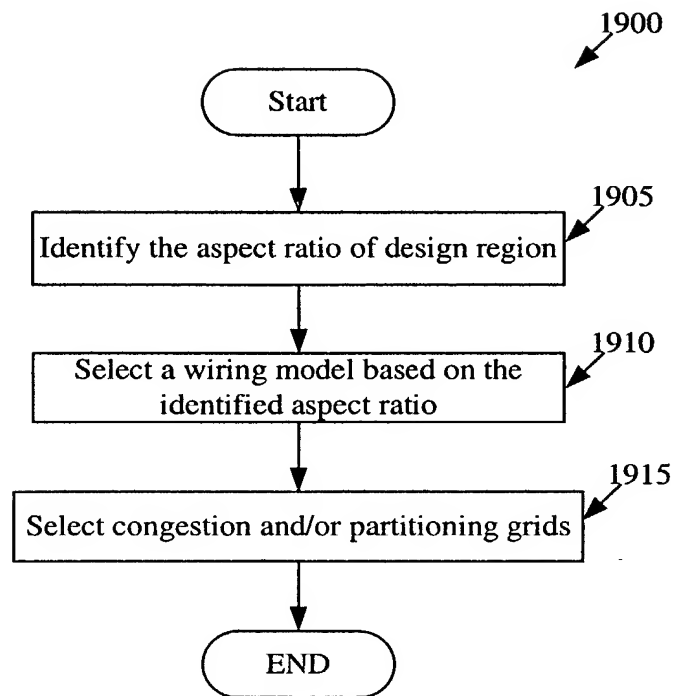 1900
Start
1905
Identify the aspect ratio of design region
1910
Select a wiring model based on the
identified aspect ratio
1915
Select congestion and/or partitioning grids
END